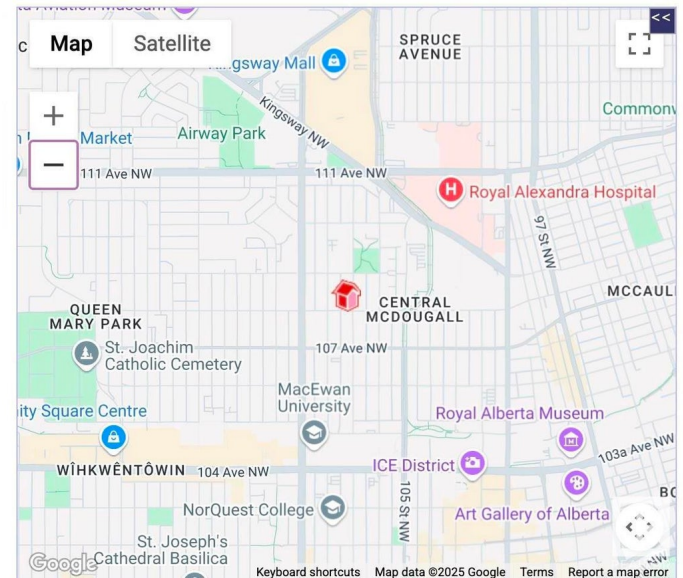 <<
Map
Satellite
SPRUCE
AVENUE
Kingsway Mall
Kingsway NW
Airway Park
Market
111 Ave NW
111 Ave NW
Royal Alexandra Hospital
97 St NW
CENTRAL
MCDOUGALL
QUEEN
MARY PARK
St. Joachim
Catholic Cemetery
107 Ave NW
MacEwan
University
Royal Alberta Museum
ity Square Centre
103a Ave NW
WÎHKWÊNTÔWIN
104 Ave NW
ICE District
105 St NW
NorQuest College
Art Gallery of Alberta
St. Joseph's
Cathedral Basilica
Google
Keyboard shortcuts
Map data ©2025 Google
Terms
Report a map error